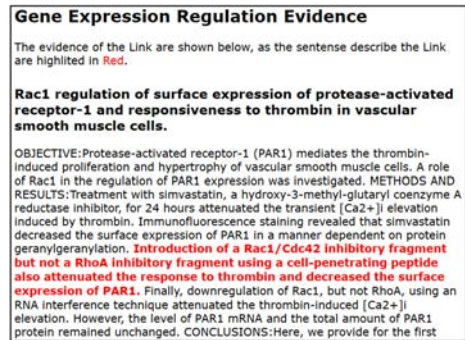 Gene Expression Regulation Evidence
The evidence of the Link are shown below, as the sentence describe the Link
are highlited in Red.
Rac1 regulation of surface expression of protease-activated
receptor-1 and responsiveness to thrombin in vascular
smooth muscle cells.
OBJECTIVE:Protease-activated receptor-1 (PAR1) mediates the thrombin-
induced proliferation and hypertrophy of vascular smooth muscle cells. A role
of Rac1 in the regulation of PAR1 expression was investigated. METHODS AND
RESULTS:Treatment with simvastatin, a hydroxy-3-methyl-glutaryl coenzyme A
reductase inhibitor, for 24 hours attenuated the transient [Ca2+]i elevation
induced by thrombin. Immunofluorescence staining revealed that simvastatin
decreased the surface expression of PAR1 in a manner dependent on protein
geranylgeranylation. Introduction of a Rac1/Cdc42 inhibitory fragment
but not a RhoA inhibitory fragment using a cell-penetrating peptide
also attenuated the response to thrombin and decreased the surface
expression of PAR1. Finally, downregulation of Rac1, but not RhoA, using an
RNA interference technique attenuated the thrombin-induced [Ca2+]i
elevation. However, the level of PAR1 mRNA and the total amount of PAR1
protein remained unchanged. CONCLUSIONS:Here, we provide for the first